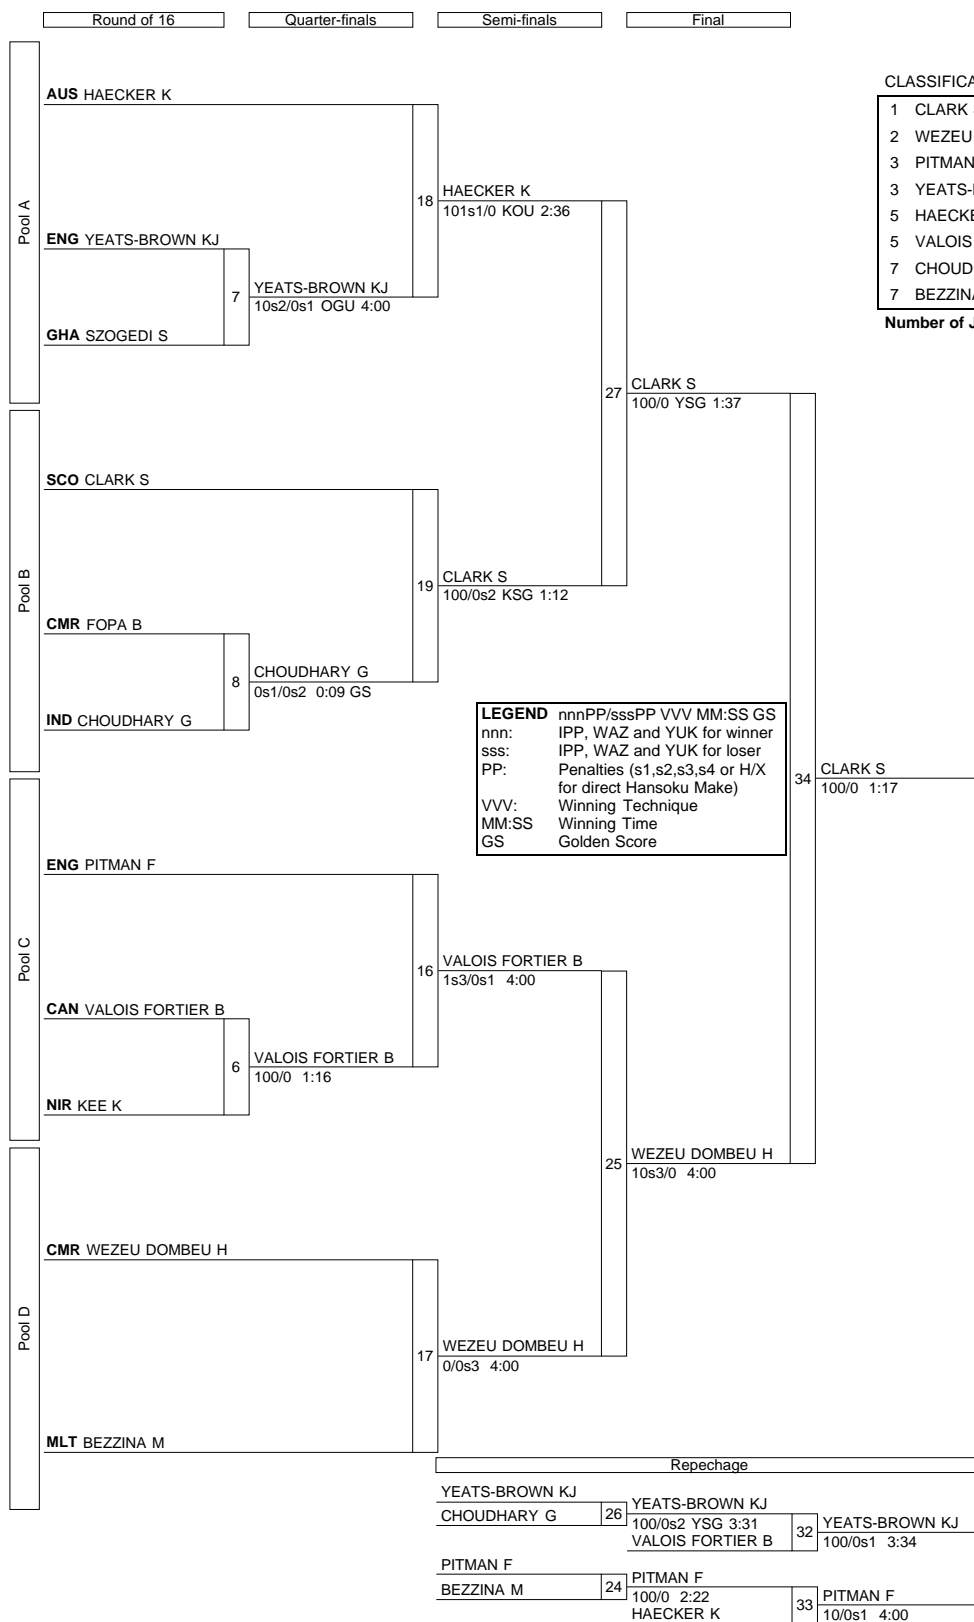 Round of 16
Quarter-finals
Semi-finals
Final
Pool A
AUS HAECKER K
ENG YEATS-BROWN KJ
GHA SZOGEDI S
7
YEATS-BROWN KJ
10s2/0s1 OGU 4:00
18
HAECKER K
101s1/0 KOU 2:36
Pool B
SCO CLARK S
CMR FOPA B
IND CHOUDHARY G
8
CHOUDHARY G
0s1/0s2 0:09 GS
19
CLARK S
100/0s2 KSG 1:12
27
CLARK S
100/0 YSG 1:37
Pool C
ENG PITMAN F
CAN VALOIS FORTIER B
NIR KEE K
6
VALOIS FORTIER B
100/0 1:16
16
VALOIS FORTIER B
1s3/0s1 4:00
Pool D
CMR WEZEU DOMBEU H
MLT BEZZINA M
17
WEZEU DOMBEU H
0/0s3 4:00
25
WEZEU DOMBEU H
10s3/0 4:00
34
CLARK S
100/0 1:17
CLASSIFICA
1 CLARK
2 WEZEU
3 PITMAN
3 YEATS-
5 HAECKE
5 VALOIS
7 CHOUD
7 BEZZINA
Number of J
LEGEND nnnPP/sssPP VVV MM:SS GS
nnn: IPP, WAZ and YUK for winner
sss: IPP, WAZ and YUK for loser
PP: Penalties (s1,s2,s3,s4 or H/X
for direct Hansoku Make)
VVV: Winning Technique
MM:SS Winning Time
GS Golden Score
Repechage
YEATS-BROWN KJ
CHOUDHARY G
26
YEATS-BROWN KJ
100/0s2 YSG 3:31
VALOIS FORTIER B
32
YEATS-BROWN KJ
100/0s1 3:34
PITMAN F
BEZZINA M
24
PITMAN F
100/0 2:22
HAECKER K
33
PITMAN F
10/0s1 4:00